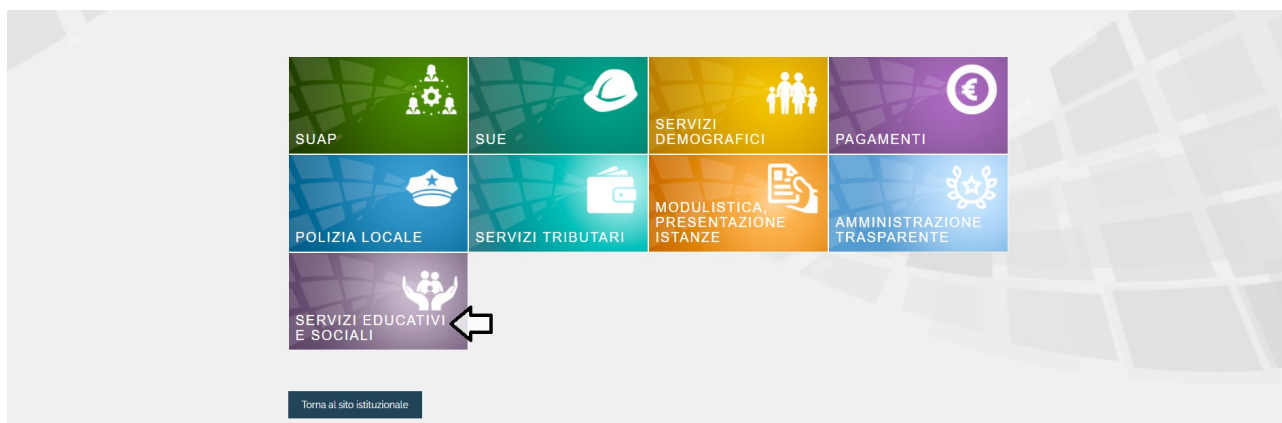 SUAP
SUE
SERVIZI
DEMOGRAFICI
PAGAMENTI
POLIZIA LOCALE
SERVIZI TRIBUTARI
MODULISTICA,
PRESENTAZIONE
ISTANZE
AMMINISTRAZIONE
TRASPARENTE
SERVIZI EDUCATIVI
E SOCIALI
Torna al sito istituzionale